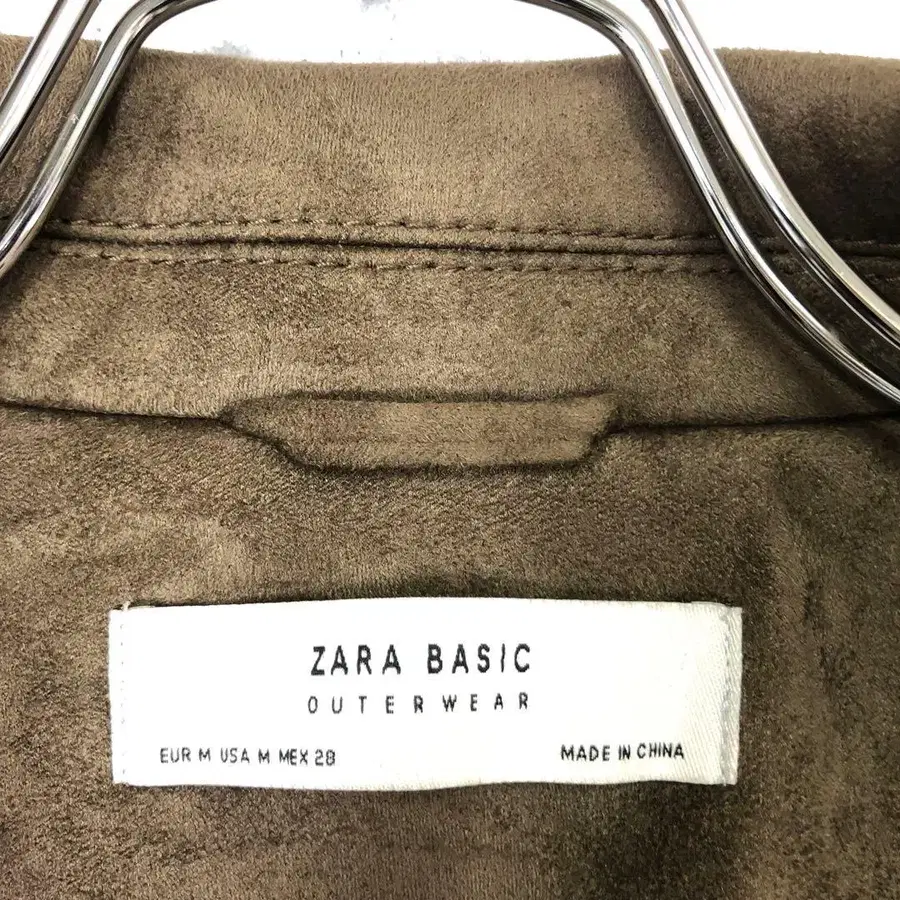 ZARA BASIC
OUTERWEAR
EUR M USA M MEX 28
MADE IN CHINA